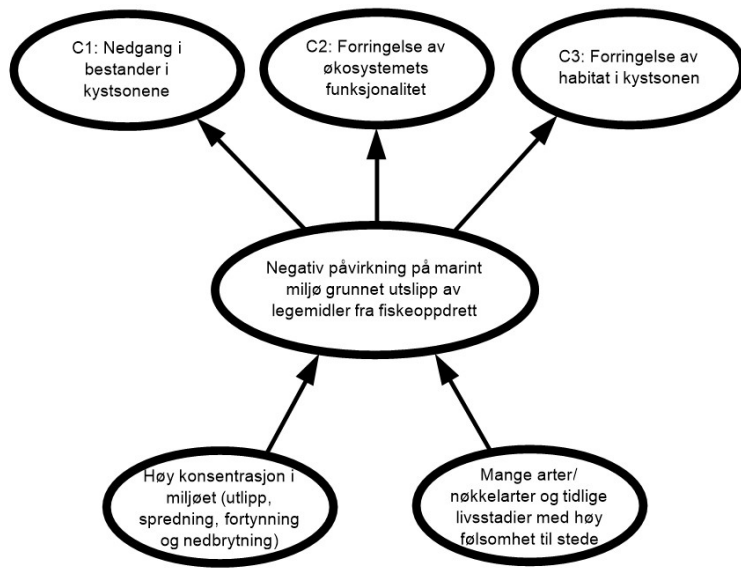 C1: Nedgang i
bestander i
kystsonene
C2: Forringelse av
økosystemets
funksjonalitet
C3: Forringelse av
habitat i kystsonen
Negativ påvirkning på marint
miljø grunnet utslipp av
legemidler fra fiskeoppdrett
Høy konsentrasjon i
miljøet (utlipp,
spredning, fortynning
og nedbrytning)
Mange arter/
nøkkelarter og tidlige
livsstadier med høy
følsomhet til stede